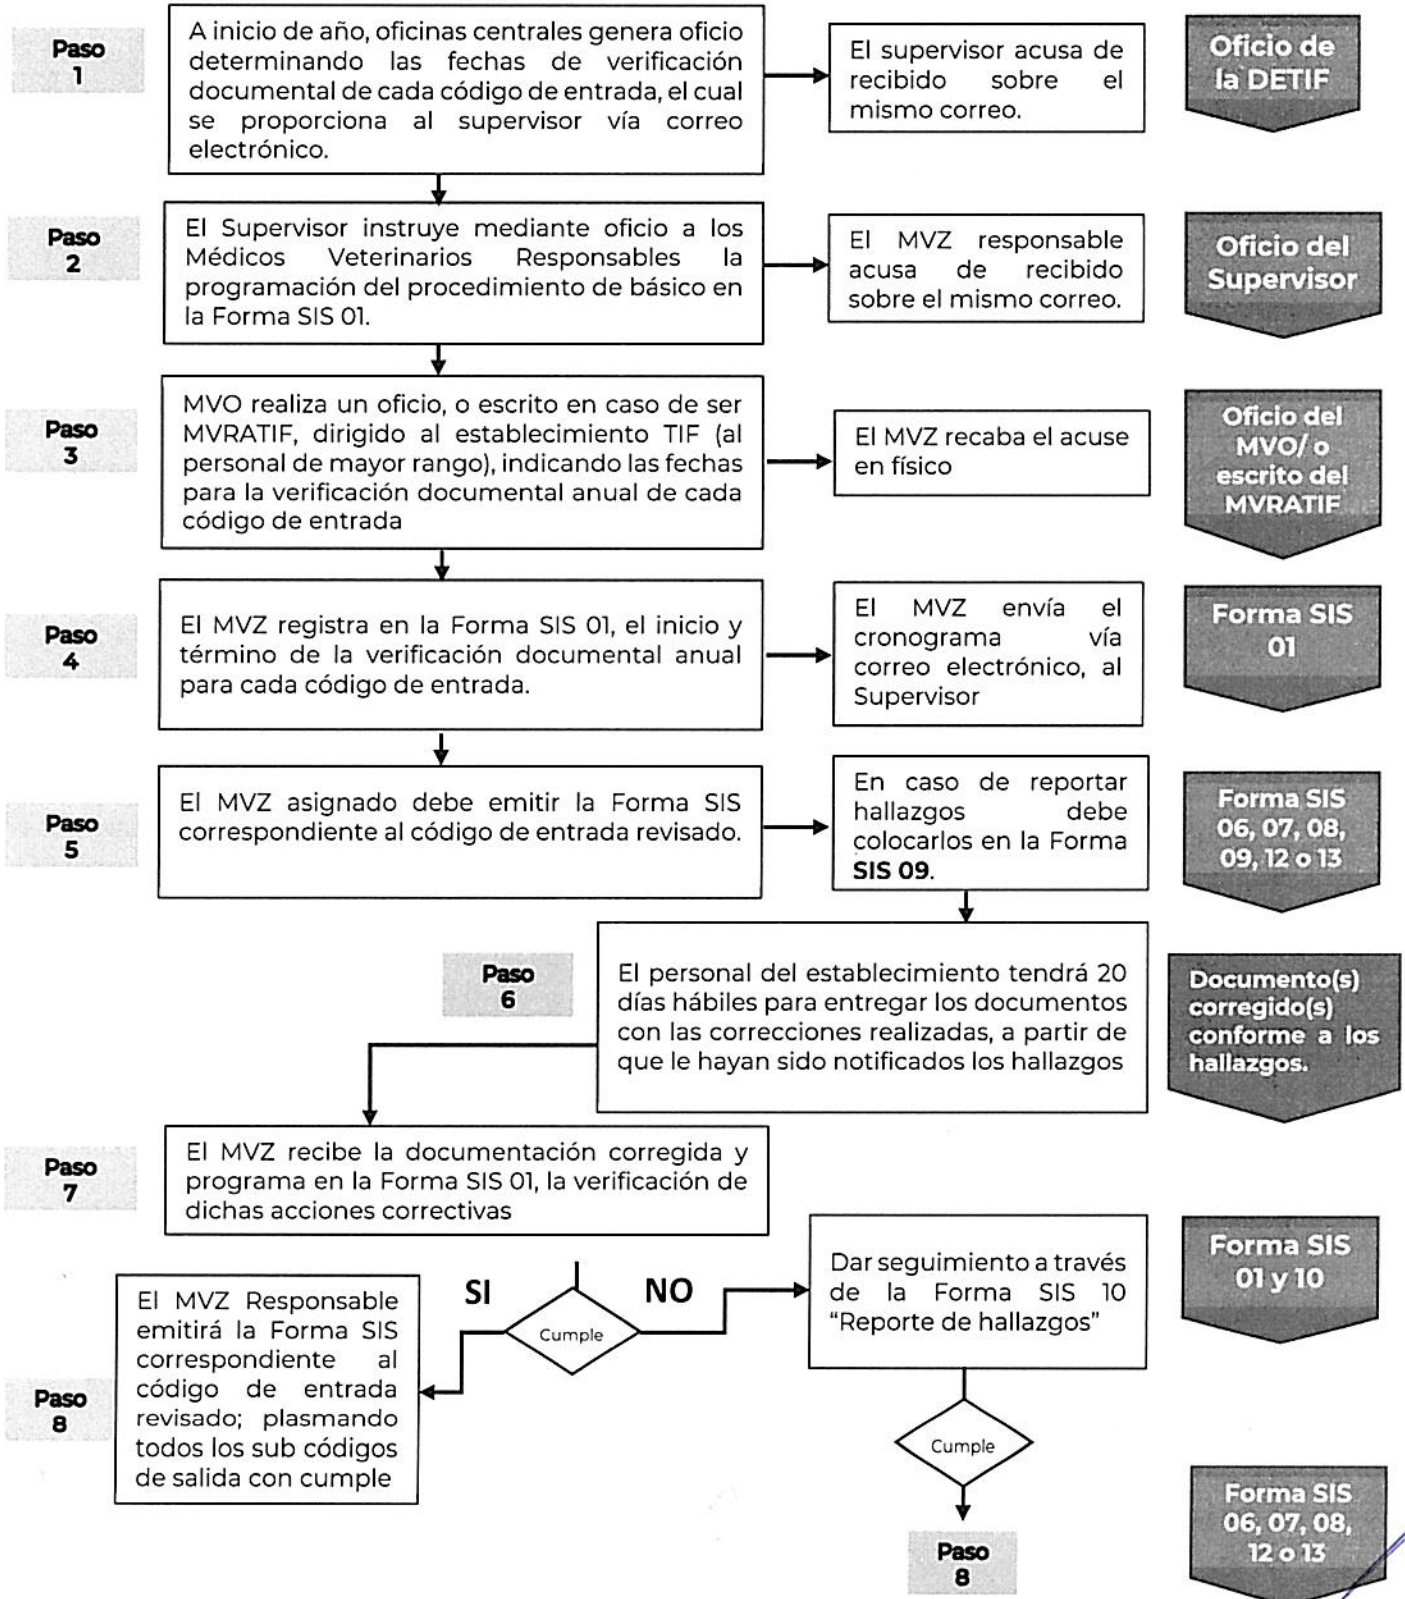 Paso
1
A inicio de año, oficinas centrales genera oficio
determinando las fechas de verificación
documental de cada código de entrada, el cual
se proporciona al supervisor vía correo
electrónico.
El supervisor acusa de
recibido sobre el
mismo correo.
Oficio de
la DETIF
Paso
2
El Supervisor instruye mediante oficio a los
Médicos Veterinarios Responsables la
programación del procedimiento de básico en
la Forma SIS 01.
El MVZ responsable
acusa de recibido
sobre el mismo correo.
Oficio del
Supervisor
Paso
3
MVO realiza un oficio, o escrito en caso de ser
MVRATIF, dirigido al establecimiento TIF (al
personal de mayor rango), indicando las fechas
para la verificación documental anual de cada
código de entrada
El MVZ recaba el acuse
en físico
Oficio del
MVO/ o
escrito del
MVRATIF
Paso
4
El MVZ registra en la Forma SIS 01, el inicio y
término de la verificación documental anual
para cada código de entrada.
El MVZ envía el
cronograma vía
correo electrónico, al
Supervisor
Forma SIS
01
Paso
5
El MVZ asignado debe emitir la Forma SIS
correspondiente al código de entrada revisado.
En caso de reportar
hallazgos debe
colocarlos en la Forma
SIS 09.
Forma SIS
06, 07, 08,
09, 12 o 13
Paso
6
El personal del establecimiento tendrá 20
días hábiles para entregar los documentos
con las correcciones realizadas, a partir de
que le hayan sido notificados los hallazgos
Documento(s)
corregido(s)
conforme a los
hallazgos.
Paso
7
El MVZ recibe la documentación corregida y
programa en la Forma SIS 01, la verificación de
dichas acciones correctivas
SI
Cumple
NO
Dar seguimiento a través
de la Forma SIS 10
“Reporte de hallazgos”
Forma SIS
01 y 10
Paso
8
El MVZ Responsable
emitirá la Forma SIS
correspondiente al
código de entrada
revisado; plasmando
todos los sub códigos
de salida con cumple
Cumple
Paso
8
Forma SIS
06, 07, 08,
12 o 13